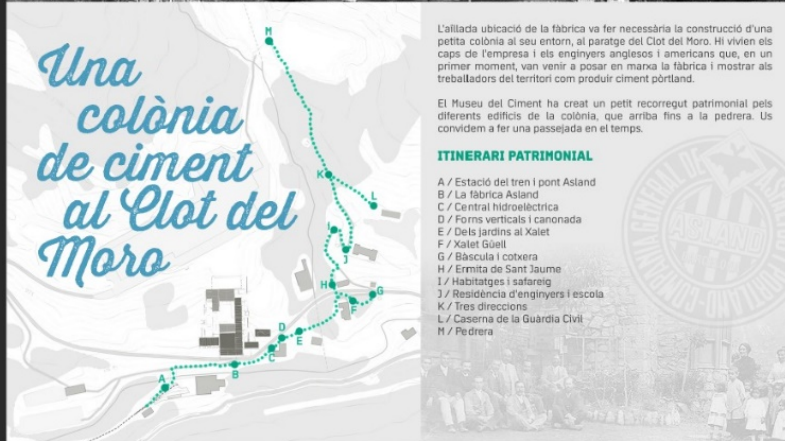 Una
colònia
de ciment
al Clot del
Moro
M
K
L
J
H
G
F
E
D
C
B
A
L'aïllada ubicació de la fàbrica va fer necessària la construcció d'una
petita colònia al seu entorn, al paratge del Clot del Moro. Hi vivien els
caps de l'empresa i els enginyers anglesos i americans que, en un
primer moment, van venir a posar en marxa la fàbrica i mostrar als
treballadors del territori com produir ciment pòrtland.
El Museu del Ciment ha creat un petit recorregut patrimonial pels
diferents edificis de la colònia, que arriba fins a la pedrera. Us
convidem a fer una passejada en el temps.
ITINERARI PATRIMONIAL
A / Estació del tren i pont Asland
B / La fàbrica Asland
C / Central hidroelèctrica
D / Forns verticals i canonada
E / Dels jardins al Xalet
F / Xalet Güell
G / Bàscula i cotxera
H / Ermita de Sant Jaume
I / Habitatges i safareig
J / Residència d'enginyers i escola
K / Tres direccions
L / Caserna de la Guàrdia Civil
M / Pedrera
ASLAND